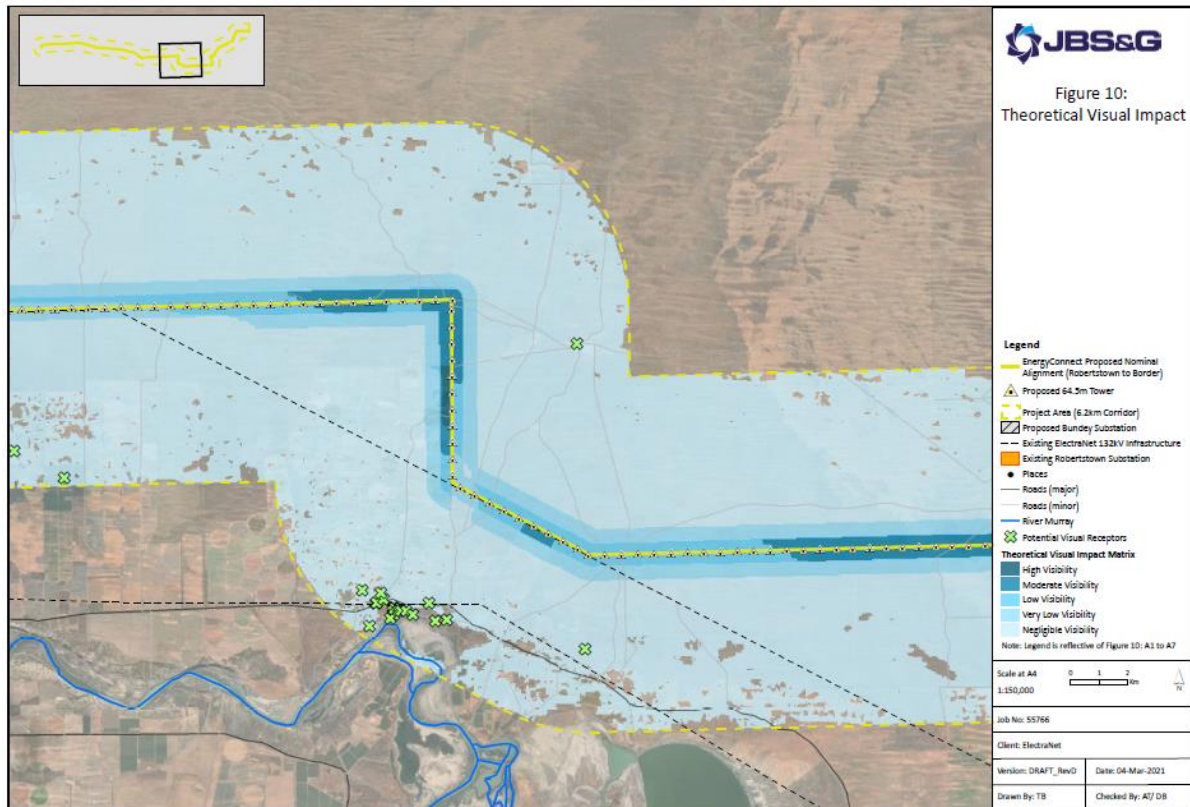 JBS&G
Figure 10:
Theoretical Visual Impact
Legend
EnergyConnect Proposed Nominal
Alignment (Robertstown to Border)
Proposed 64.5m Tower
Project Area (6.2km Corridor)
Proposed Bundey Substation
Existing ElectraNet 132kV Infrastructure
Existing Robertstown Substation
Places
Roads (major)
Roads (minor)
River Murray
Potential Visual Receptors
Theoretical Visual Impact Matrix
High Visibility
Moderate Visibility
Low Visibility
Very Low Visibility
Negligible Visibility
Note: Legend is reflective of Figure 10: A1 to A7
Scale at A4
1:150,000
0 1 2
Km
N
Job No: 55766
Client: ElectraNet
Version: DRAFT_RevD
Date: 04-Mar-2021
Drawn By: TB
Checked By: AT/ DB